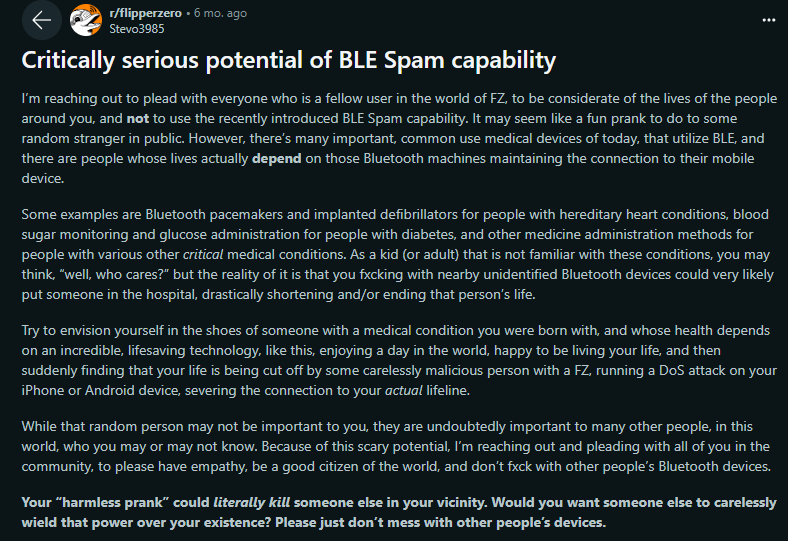 r/flipperzero • 6 mo. ago
Stevo3985
Critically serious potential of BLE Spam capability
I'm reaching out to plead with everyone who is a fellow user in the world of FZ, to be considerate of the lives of the people
around you, and not to use the recently introduced BLE Spam capability. It may seem like a fun prank to do to some
random stranger in public. However, there's many important, common use medical devices of today, that utilize BLE, and
there are people whose lives actually depend on those Bluetooth machines maintaining the connection to their mobile
device.
Some examples are Bluetooth pacemakers and implanted defibrillators for people with hereditary heart conditions, blood
sugar monitoring and glucose administration for people with diabetes, and other medicine administration methods for
people with various other critical medical conditions. As a kid (or adult) that is not familiar with these conditions, you may
think, "well, who cares?" but the reality of it is that you fxcking with nearby unidentified Bluetooth devices could very likely
put someone in the hospital, drastically shortening and/or ending that person's life.
Try to envision yourself in the shoes of someone with a medical condition you were born with, and whose health depends
on an incredible, lifesaving technology, like this, enjoying a day in the world, happy to be living your life, and then
suddenly finding that your life is being cut off by some carelessly malicious person with a FZ, running a DoS attack on your
iPhone or Android device, severing the connection to your actual lifeline.
While that random person may not be important to you, they are undoubtedly important to many other people, in this
world, who you may or may not know. Because of this scary potential, I'm reaching out and pleading with all of you in the
community, to please have empathy, be a good citizen of the world, and don't fxck with other people's Bluetooth devices.
Your "harmless prank" could literally kill someone else in your vicinity. Would you want someone else to carelessly
wield that power over your existence? Please just don't mess with other people's devices.